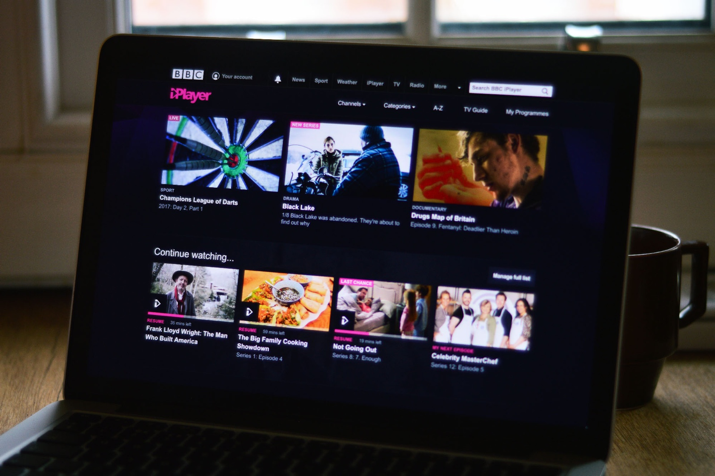 BBC Your account News Sport Weather iPlayer TV Radio More Search BBC iPlayer
iPlayer Channels Categories A-Z TV Guide My Programmes
LIVE
NEW SERIES
SPORT
Champions League of Darts
2017: Day 2, Part 1
DRAMA
Black Lake
1/8 Black Lake was abandoned. They're about to
find out why
DOCUMENTARY
Drugs Map of Britain
Episode 8. Fentanyl: Deadlier Than Heroin
Continue watching...
Manage full list
LAST CHANCE
RESUME 20 mins left
Frank Lloyd Wright: The Man
Who Built America
RESUME mins left
The Big Family Cooking
Showdown
Series 1: Episode 4
RESUME mins left
Not Going Out
Series 8: 7. Enough
MY NEXT EPISODE
Celebrity MasterChef
Series 12: Episode 5